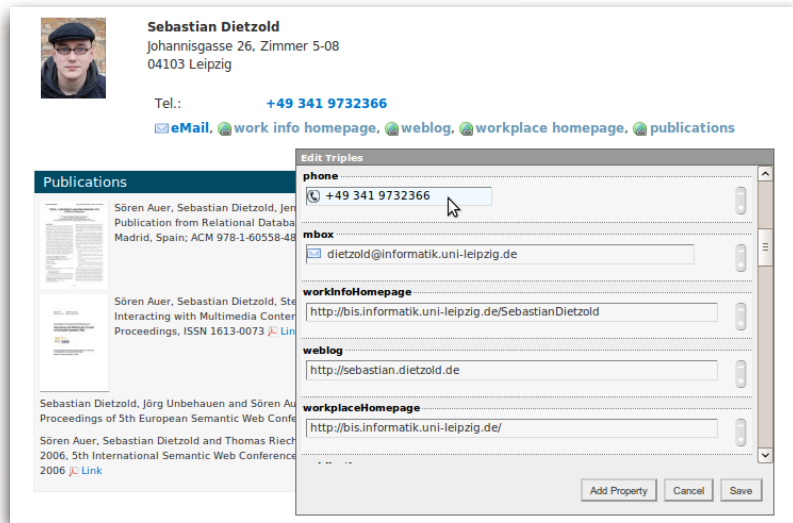 Sebastian Dietzold
Johannisgasse 26, Zimmer 5-08
04103 Leipzig
Tel.: +49 341 9732366
eMail, work info homepage, weblog, workplace homepage, publications
Publications
Sören Auer, Sebastian Dietzold, Jen
Publication from Relational Databa
Madrid, Spain; ACM 978-1-60558-48
Sören Auer, Sebastian Dietzold, Ste
Interacting with Multimedia Conter
Proceedings, ISSN 1613-0073 Lin
Sebastian Dietzold, Jörg Unbehauen and Sören Au
Proceedings of 5th European Semantic Web Confe
Sören Auer, Sebastian Dietzold and Thomas Riech
2006, 5th International Semantic Web Conference
2006 Link
Edit Triples
phone
+49 341 9732366
mbox
dietzold@informatik.uni-leipzig.de
workInfoHomepage
http://bis.informatik.uni-leipzig.de/SebastianDietzold
weblog
http://sebastian.dietzold.de
workplaceHomepage
http://bis.informatik.uni-leipzig.de/
Add Property Cancel Save